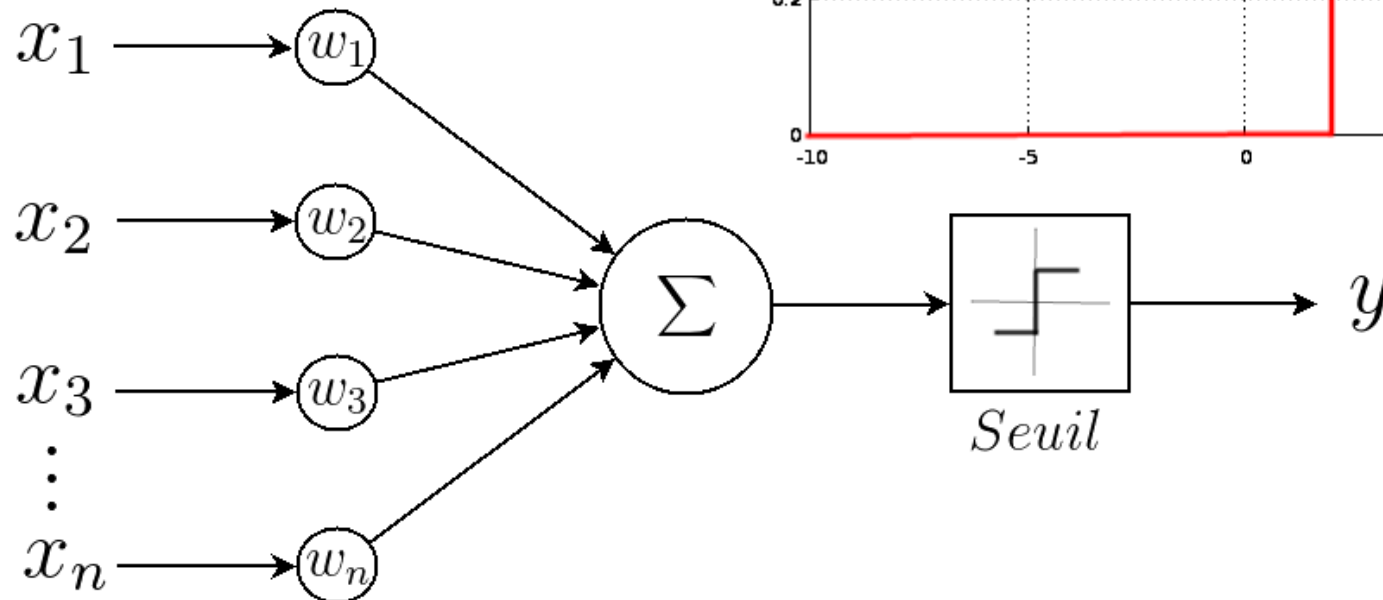 0.2
0
-10 -5 0
x₁ w₁
x₂ w₂
Σ
y
x₃ w₃
Seuil
⋮
xₙ wₙ